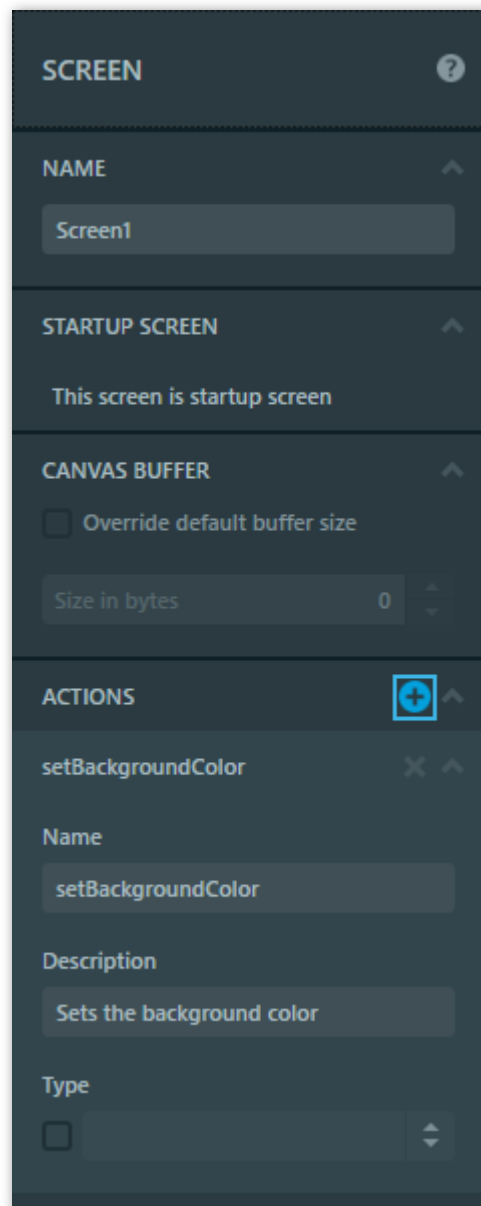 SCREEN
NAME
Screen1
STARTUP SCREEN
This screen is startup screen
CANVAS BUFFER
Override default buffer size
Size in bytes 0
ACTIONS
setBackgroundColor
Name
setBackgroundColor
Description
Sets the background color
Type